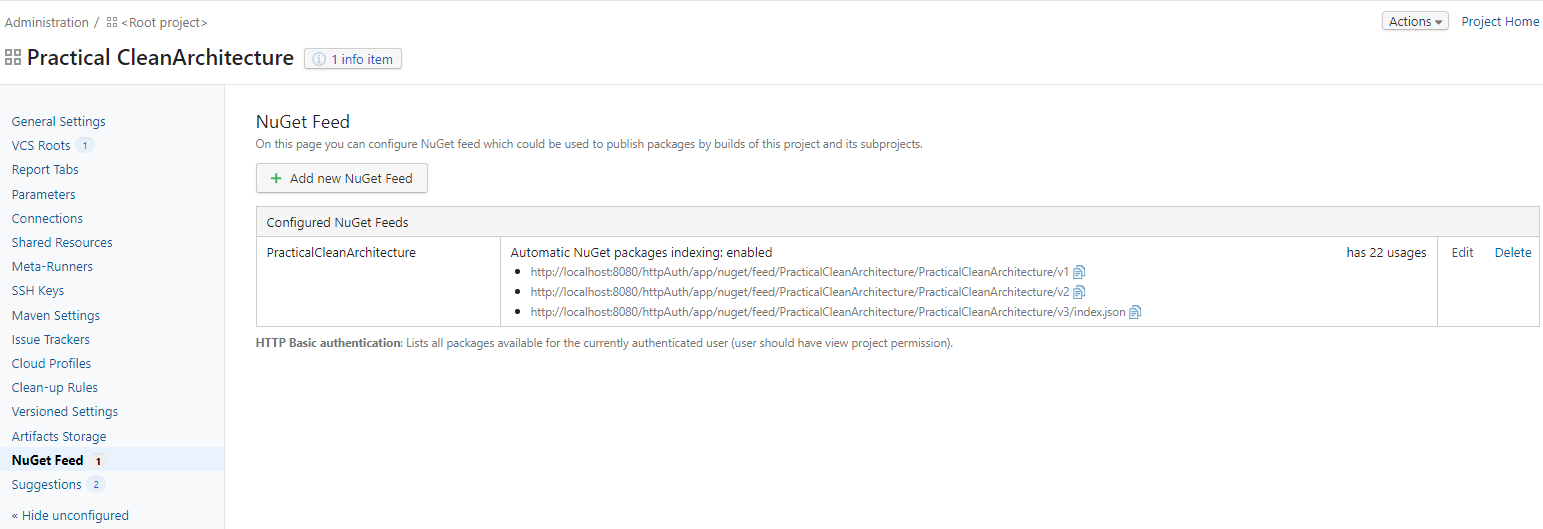 Administration / <Root project>
Actions
Project Home
Practical CleanArchitecture
1 info item
General Settings
VCS Roots 1
Report Tabs
Parameters
Connections
Shared Resources
Meta-Runners
SSH Keys
Maven Settings
Issue Trackers
Cloud Profiles
Clean-up Rules
Versioned Settings
Artifacts Storage
NuGet Feed 1
Suggestions 2
« Hide unconfigured
NuGet Feed
On this page you can configure NuGet feed which could be used to publish packages by builds of this project and its subprojects.
+ Add new NuGet Feed
Configured NuGet Feeds
PracticalCleanArchitecture
Automatic NuGet packages indexing: enabled
has 22 usages
Edit
Delete
• http://localhost:8080/httpAuth/app/nuget/feed/PracticalCleanArchitecture/PracticalCleanArchitecture/v1
• http://localhost:8080/httpAuth/app/nuget/feed/PracticalCleanArchitecture/PracticalCleanArchitecture/v2
• http://localhost:8080/httpAuth/app/nuget/feed/PracticalCleanArchitecture/PracticalCleanArchitecture/v3/index.json
HTTP Basic authentication: Lists all packages available for the currently authenticated user (user should have view project permission).